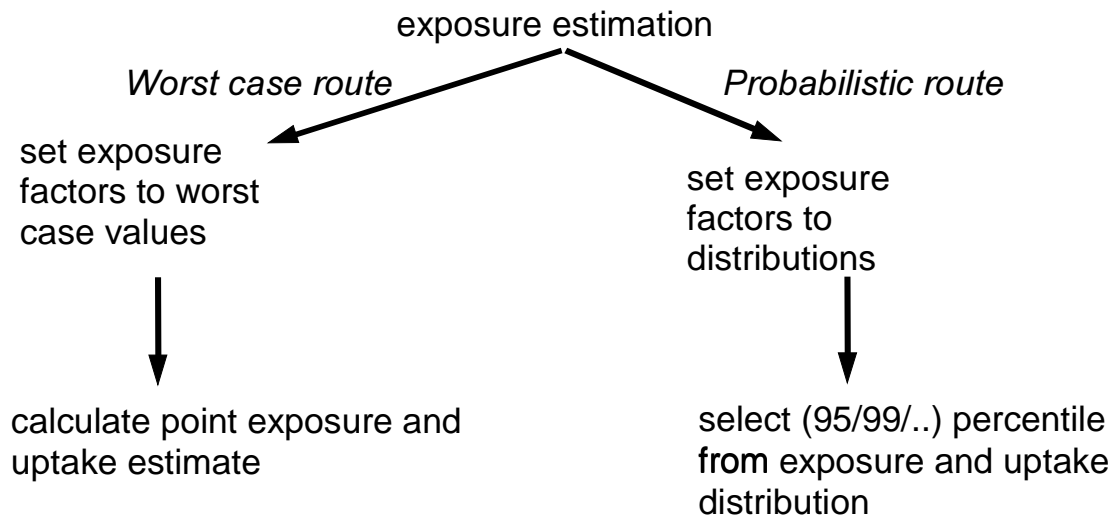 exposure estimation
Worst case route
Probabilistic route
set exposure
factors to worst
case values
set exposure
factors to
distributions
calculate point exposure and
uptake estimate
select (95/99/..) percentile
from exposure and uptake
distribution